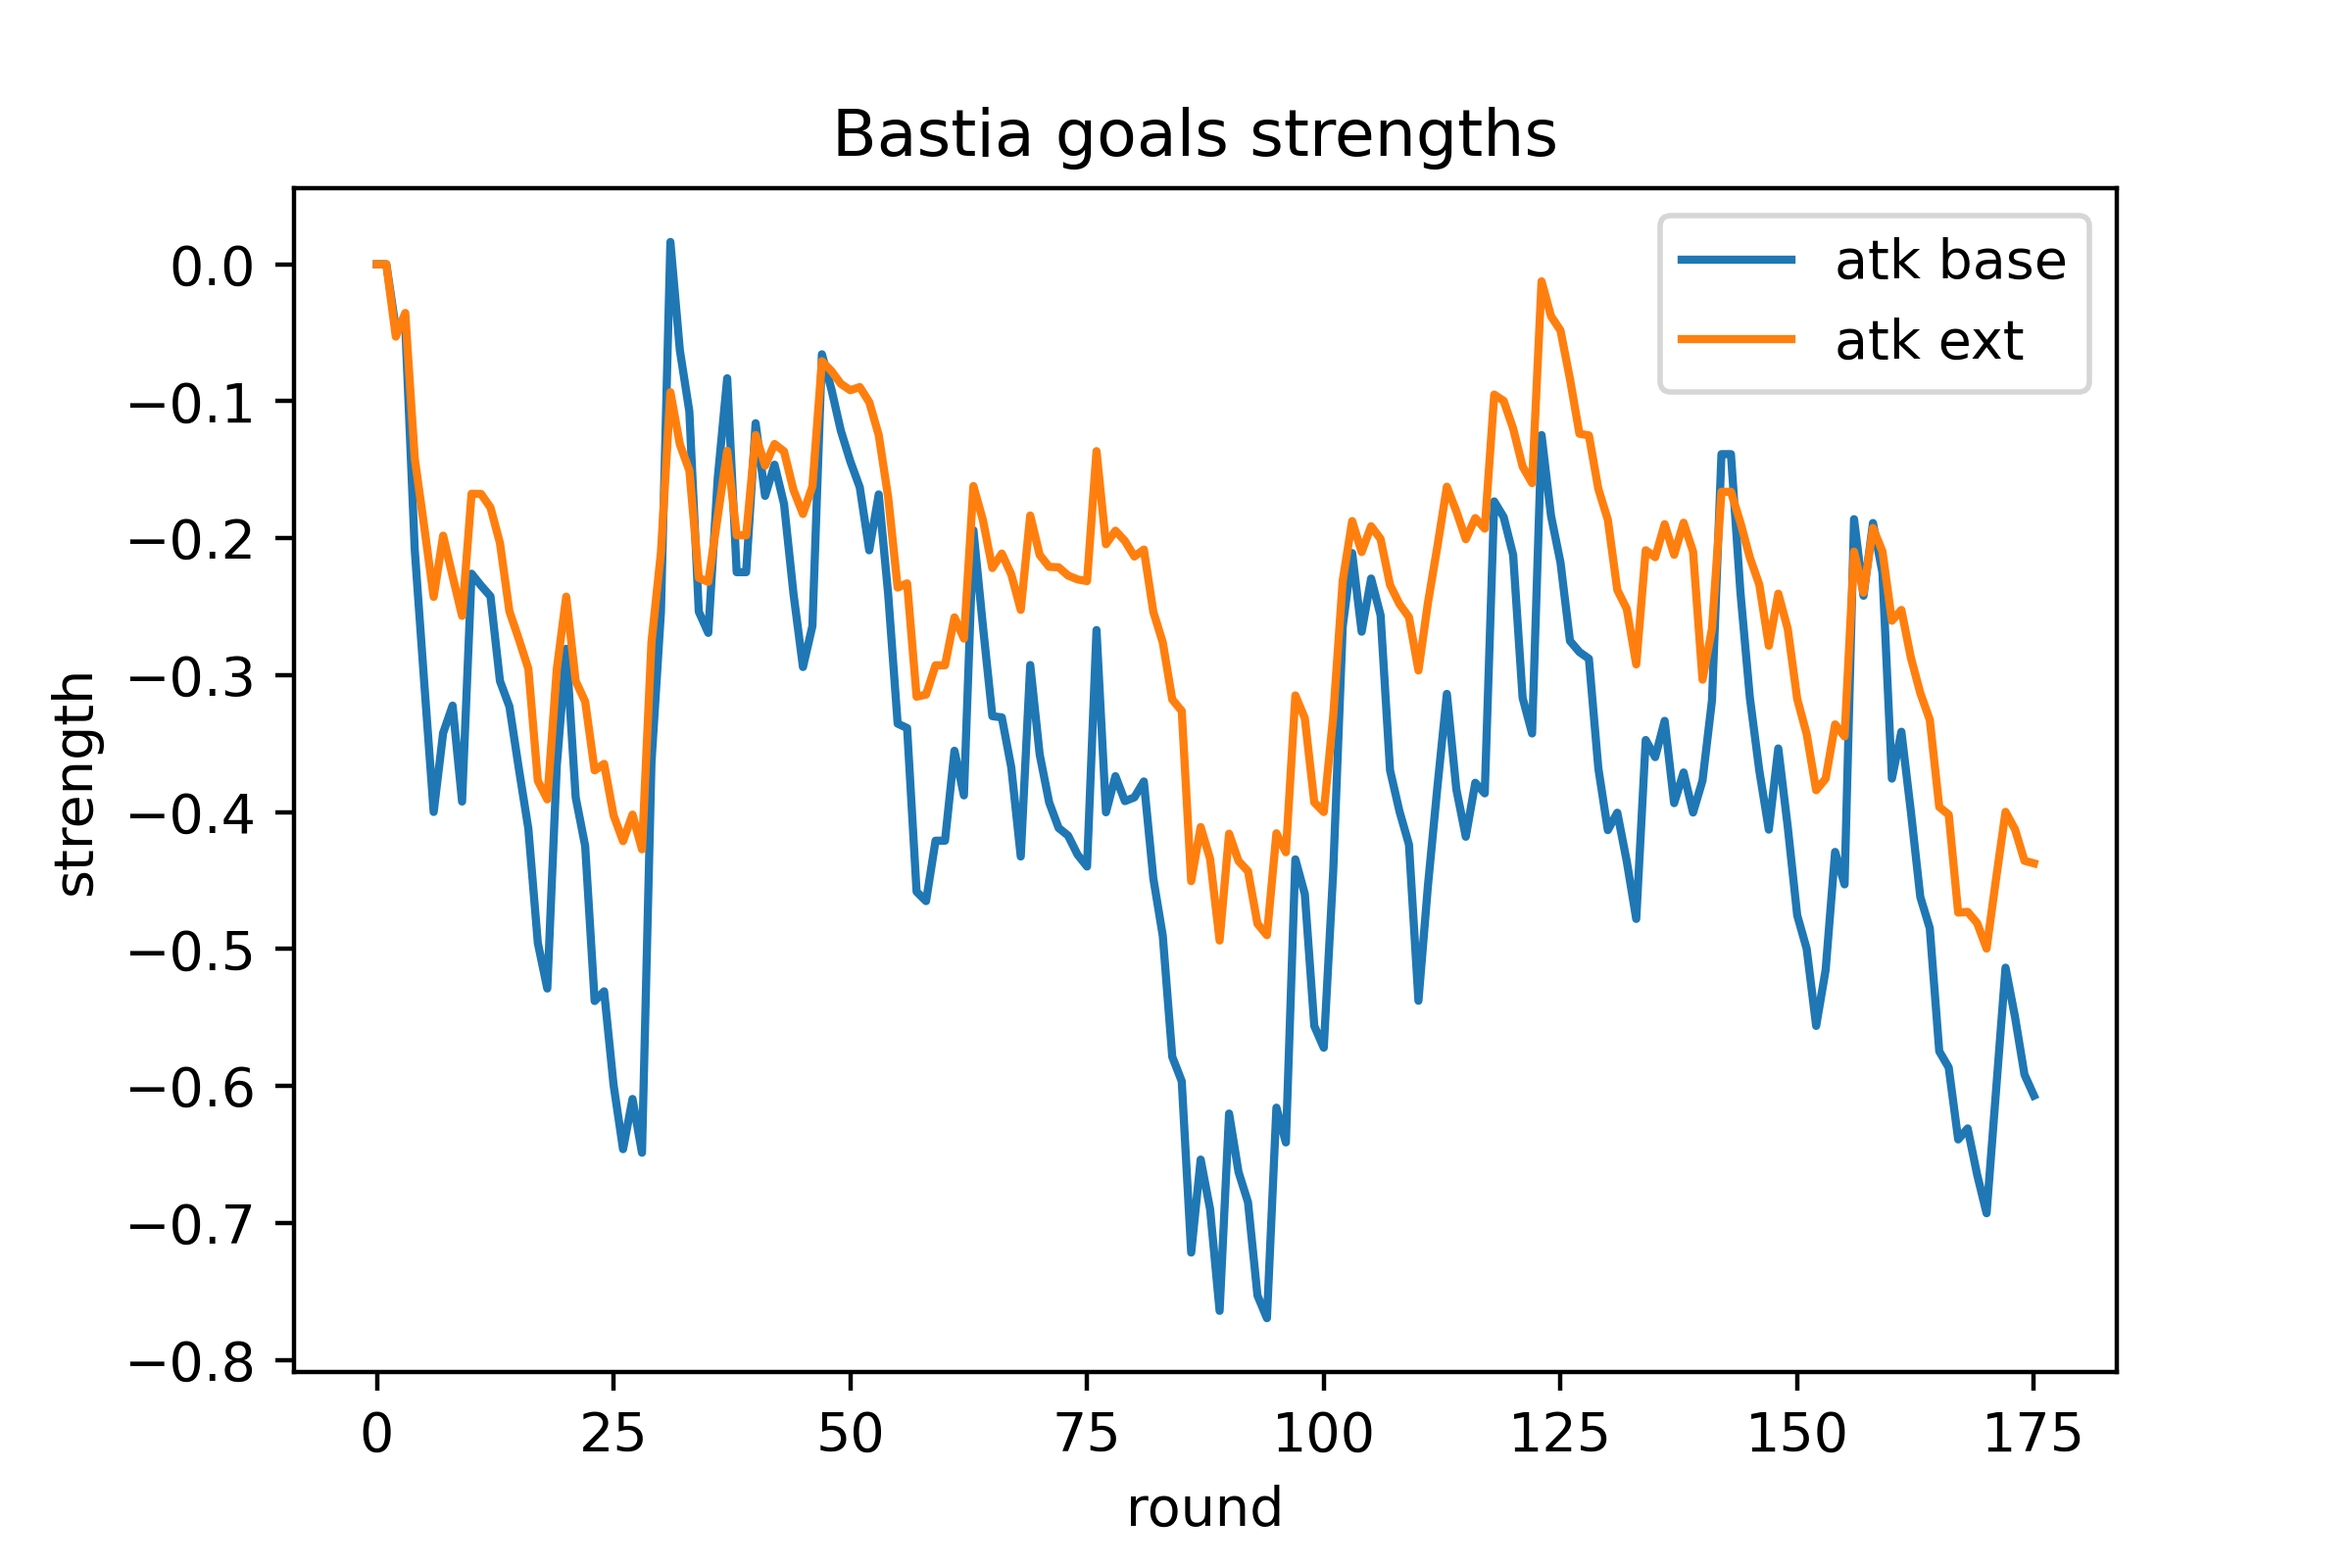 Bastia goals strengths
atk base
atk ext
strength
0.0
−0.1
−0.2
−0.3
−0.4
−0.5
−0.6
−0.7
−0.8
0 25 50 75 100 125 150 175
round